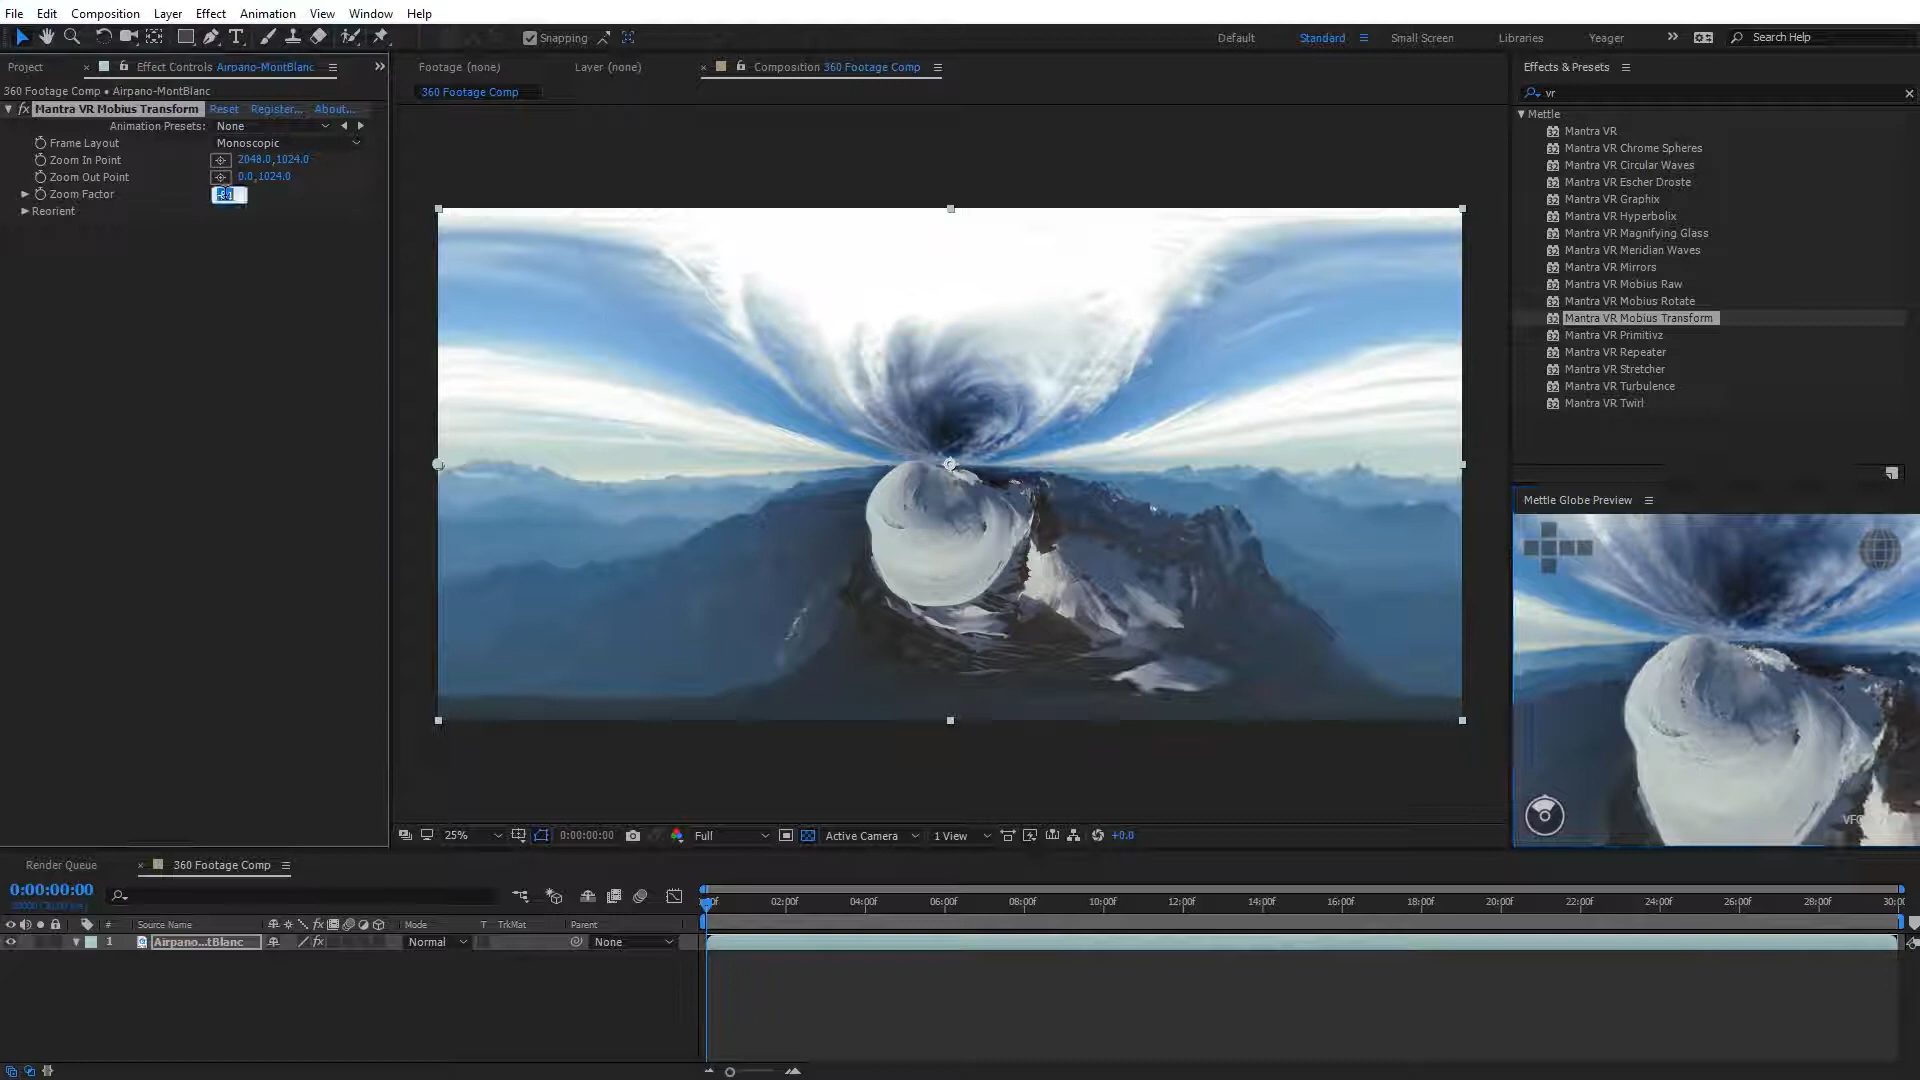 File Edit Composition Layer Effect Animation View Window Help
Snapping Default Standard Small Screen Libraries Yeager Search Help
Project Effect Controls Airpano-MontBlanc Footage (none) Layer (none) Composition 360 Footage Comp Effects & Presets
360 Footage Comp • Airpano-MontBlanc
360 Footage Comp
vr
fx Mantra VR Mobius Transform Reset Register... About...
Animation Presets: None
Frame Layout Monoscopic
Zoom In Point 2048.0,1024.0
Zoom Out Point 0.0,1024.0
Zoom Factor
Reorient
Mettle
Mantra VR
Mantra VR Chrome Spheres
Mantra VR Circular Waves
Mantra VR Escher Droste
Mantra VR Graphix
Mantra VR Hyperbolix
Mantra VR Magnifying Glass
Mantra VR Meridian Waves
Mantra VR Mirrors
Mantra VR Mobius Raw
Mantra VR Mobius Rotate
Mantra VR Mobius Transform
Mantra VR Primitivz
Mantra VR Repeater
Mantra VR Stretcher
Mantra VR Turbulence
Mantra VR Twirl
Mettle Globe Preview
25% 0:00:00:00 Full Active Camera 1 View +0.0
Render Queue 360 Footage Comp
0:00:00:00
02:00f 04:00f 06:00f 08:00f 10:00f 12:00f 14:00f 16:00f 18:00f 20:00f 22:00f 24:00f 26:00f 28:00f
# Source Name Mode T TrkMat Parent
1 Airpano...tBlanc Normal None